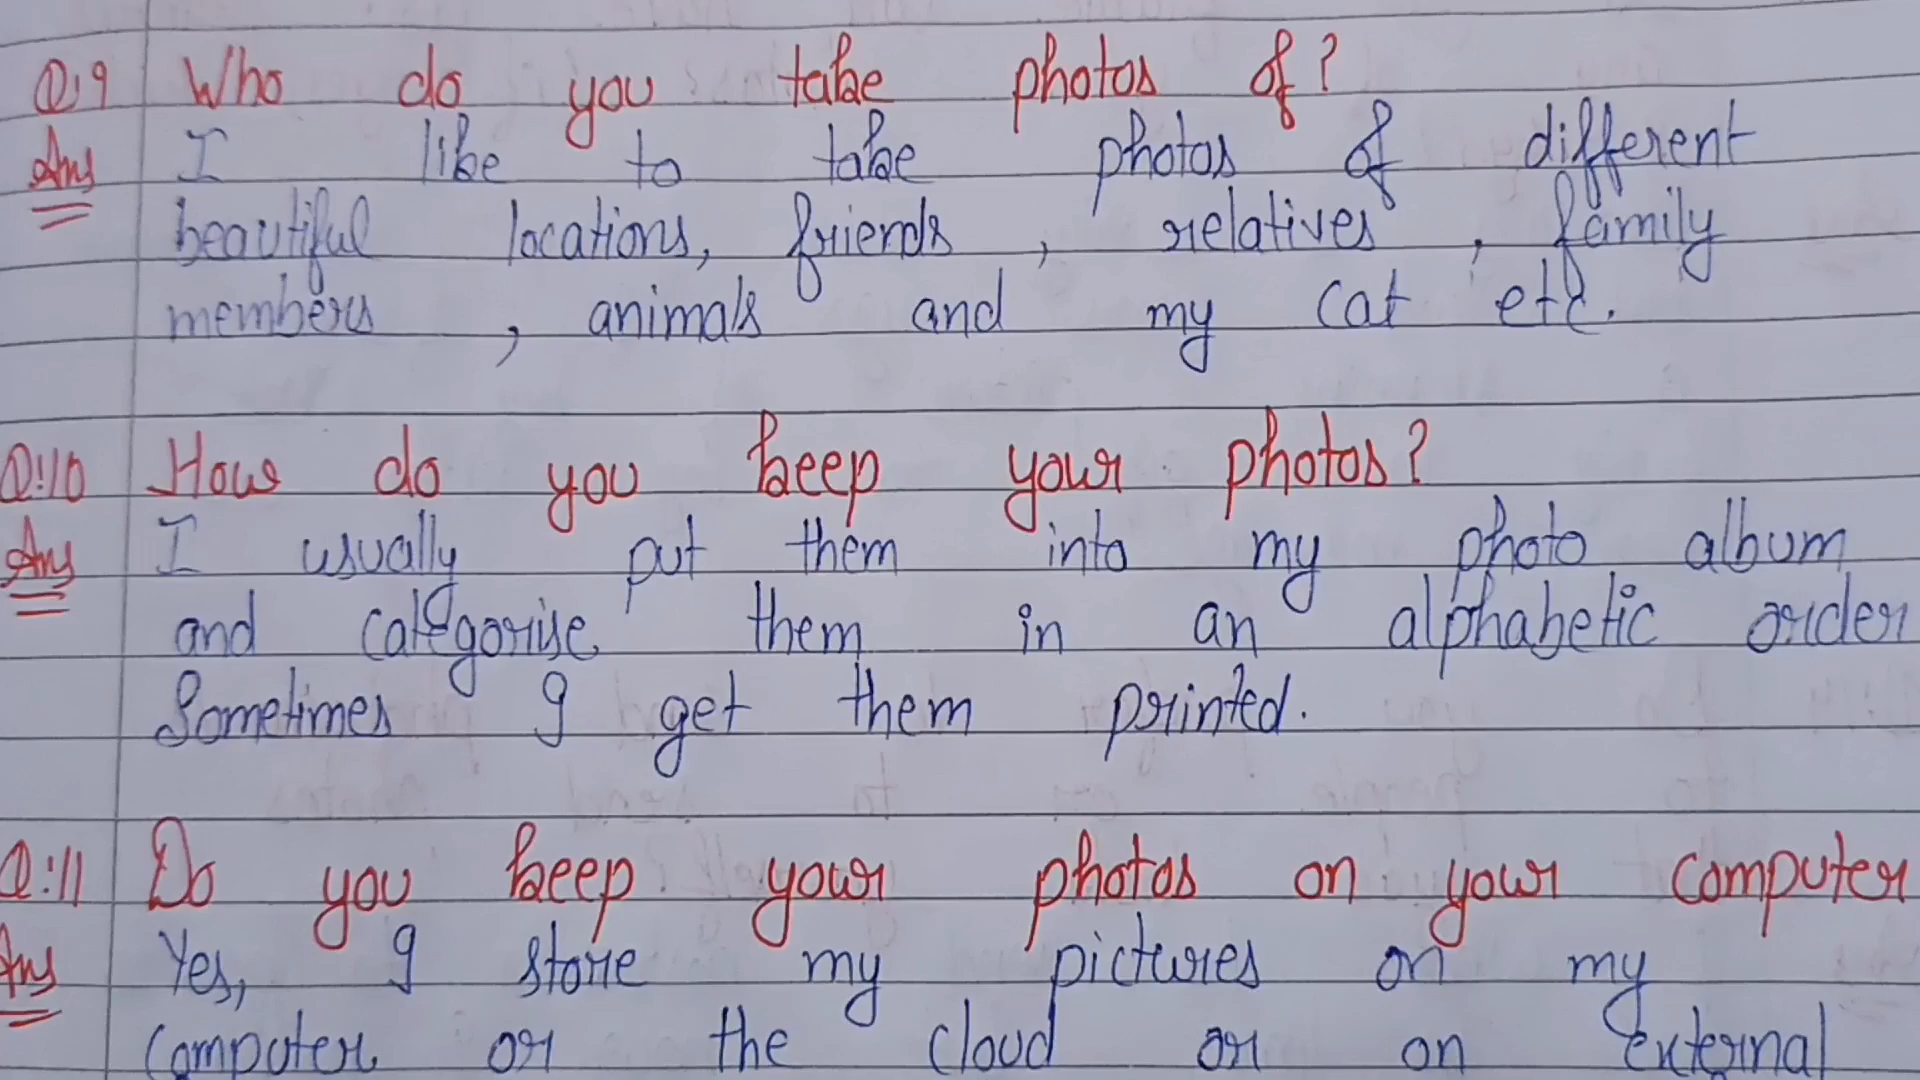 Q:9 Who do you take photos of?
Ans I like to take photos of different
beautiful locations, friends, relatives, family
members, animals and my cat etc.
Q:10 How do you keep your photos?
Ans I usually put them into my photo album
and categorise them in an alphabetic order
Sometimes I get them printed.
Q:11 Do you keep your photos on your computer
Ans Yes, I store my pictures on my
computer or the cloud or on external